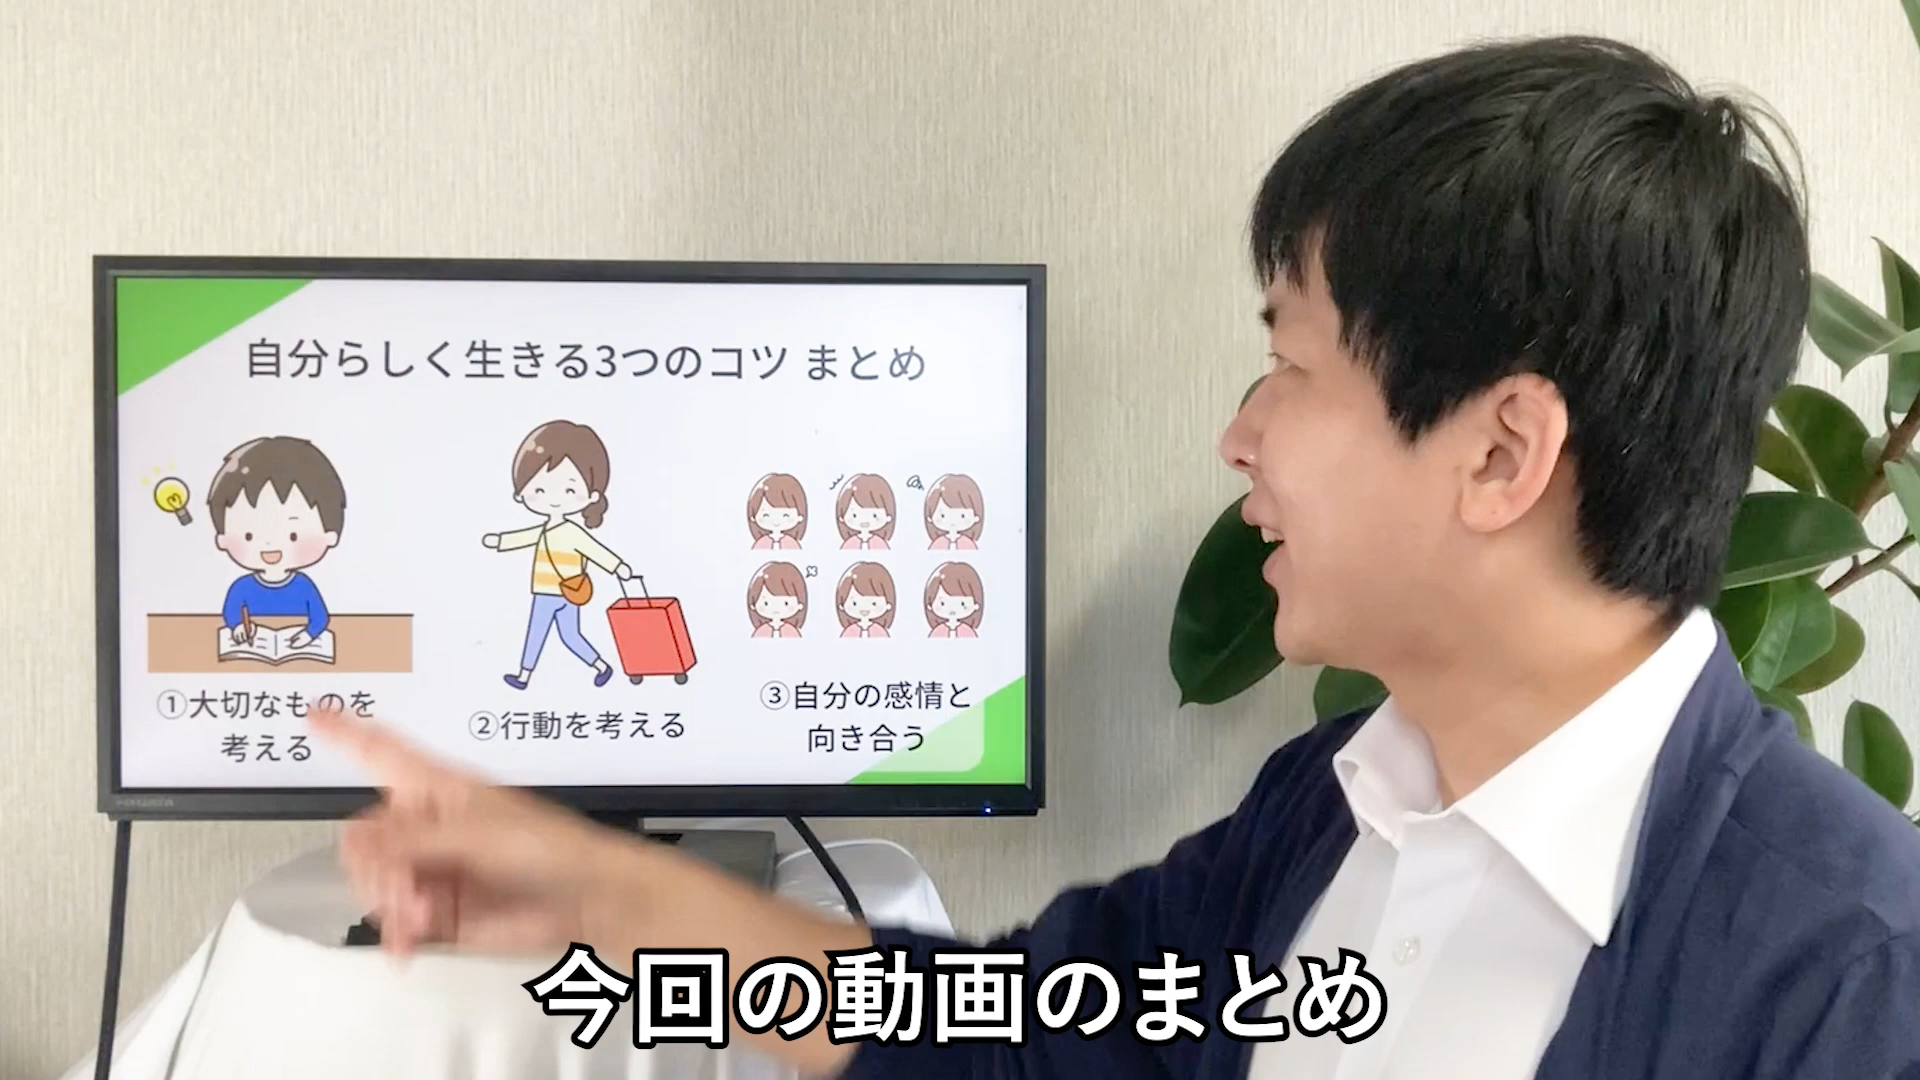 自分らしく生きる3つのコツ まとめ
①大切なものを
考える
②行動を考える
③自分の感情と
向き合う
今回の動画のまとめ